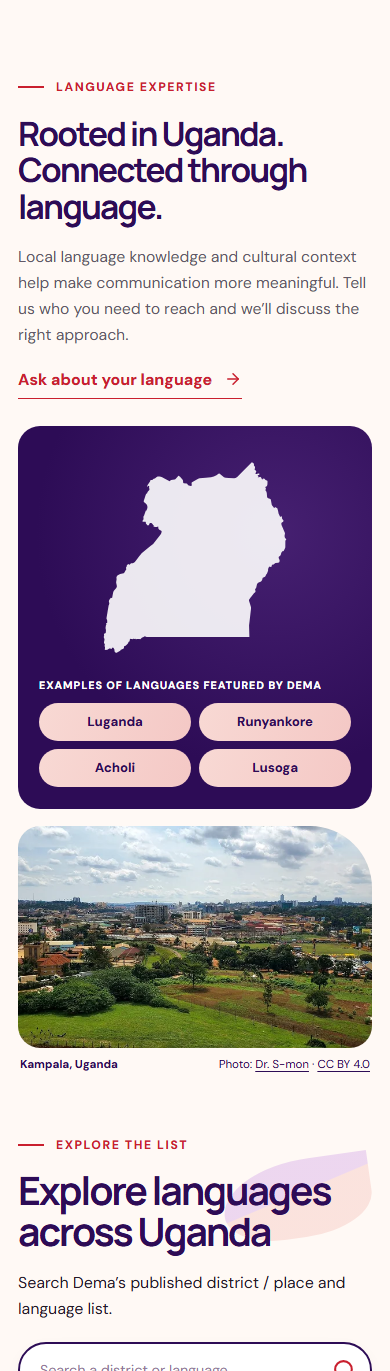 LANGUAGE EXPERTISE
Rooted in Uganda.
Connected through
language.
Local language knowledge and cultural context
help make communication more meaningful. Tell
us who you need to reach and we’ll discuss the
right approach.
Ask about your language →
EXAMPLES OF LANGUAGES FEATURED BY DEMA
Luganda
Runyankore
Acholi
Lusoga
Kampala, Uganda
Photo: Dr. S-mon · CC BY 4.0
EXPLORE THE LIST
Explore languages
across Uganda
Search Dema’s published district / place and
language list.
Search a district or language